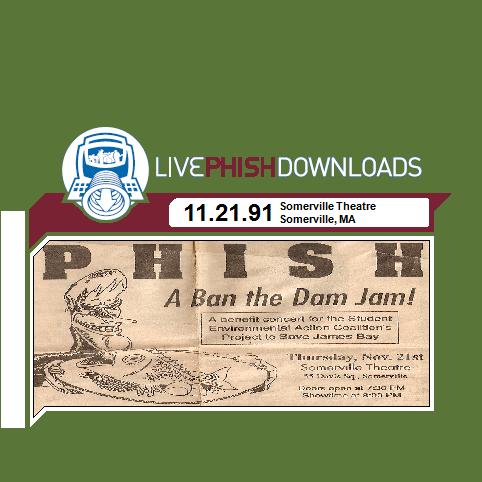 LIVEPHISHDOWNLOADS
11.21.91
Somerville Theatre
Somerville, MA
PHISH
A Ban the Dam Jam!
A benefit concert for the Student
Environmental Action Coalition's
Project to Save James Bay
Thursday, Nov. 21st
Somerville Theatre
55 Davis Sq., Somerville
Doors open at 7:30 PM
Showtime at 8:00 PM